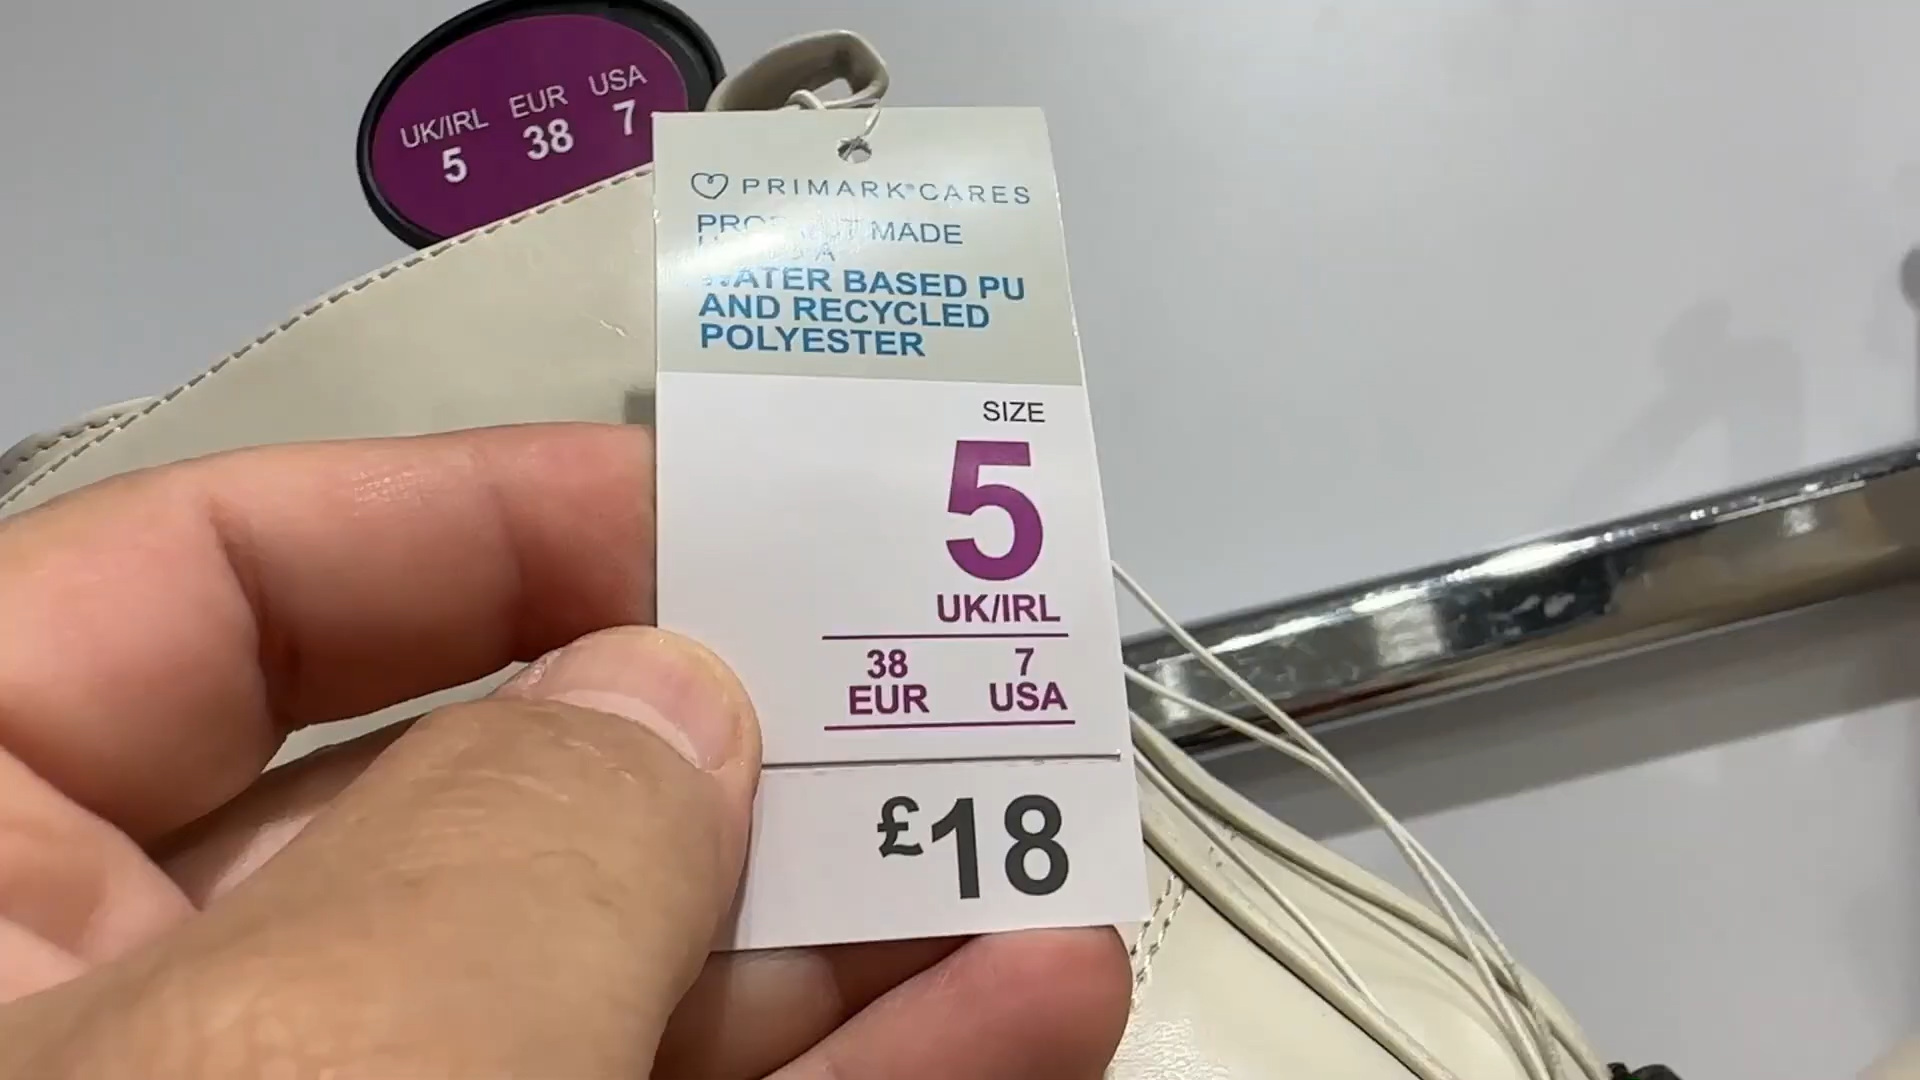 UK/IRL EUR USA
5 38 7
PRIMARK®CARES
MADE
WATER BASED PU
AND RECYCLED
POLYESTER
SIZE
5
UK/IRL
38 7
EUR USA
£18